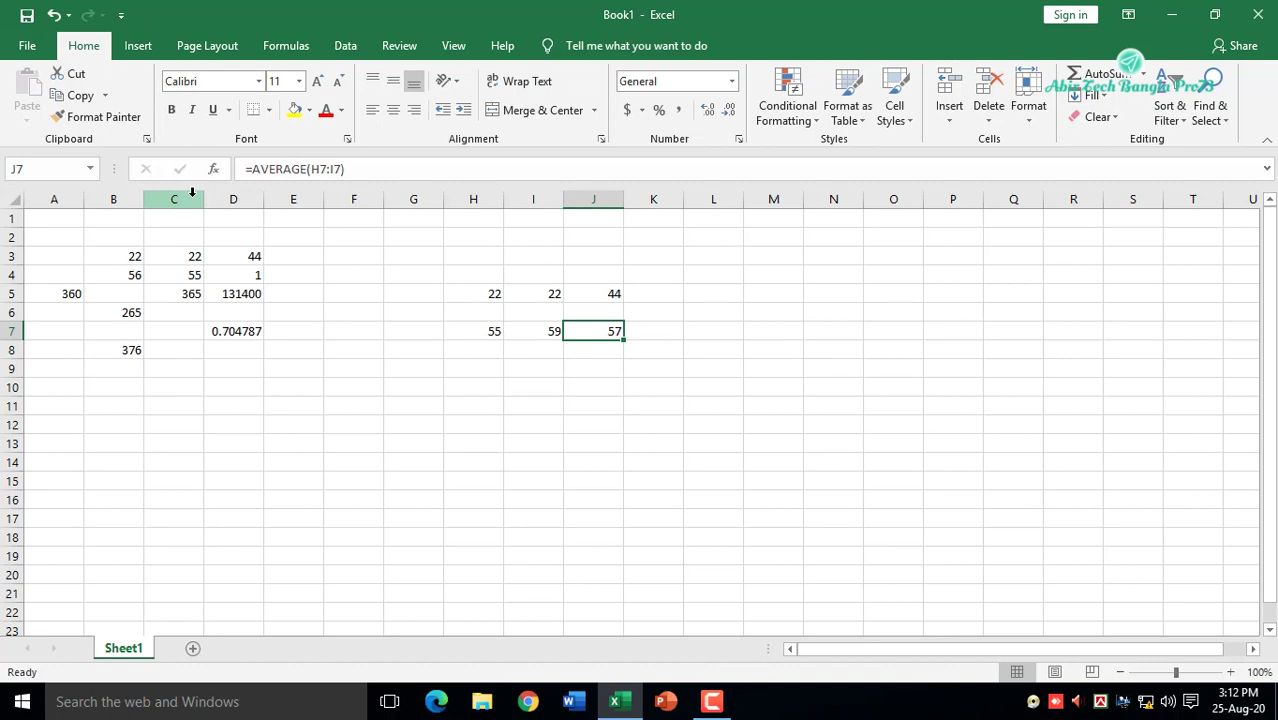 Book1 - Excel
Sign in
File Home Insert Page Layout Formulas Data Review View Help Tell me what you want to do Share
Paste
Cut
Copy
Format Painter
Clipboard
Calibri 11
B I U
Font
Wrap Text
Merge & Center
Alignment
General
$ % ,
Number
Conditional Formatting
Format as Table
Cell Styles
Styles
Insert Delete Format
Cells
AutoSum
Fill
Clear
Sort & Filter
Find & Select
Abir Tech Bangla Pro73
J7 fx =AVERAGE(H7:I7)
A B C D E F G H I J K L M N O P Q R S T U
1
2
3 22 22 44
4 56 55 1
5 360 365 131400 22 22 44
6 265
7 0.704787 55 59 57
8 376
9
10
11
12
13
14
15
16
17
18
19
20
21
22
23
Sheet1
Ready 100%
Search the web and Windows
3:12 PM
25-Aug-20